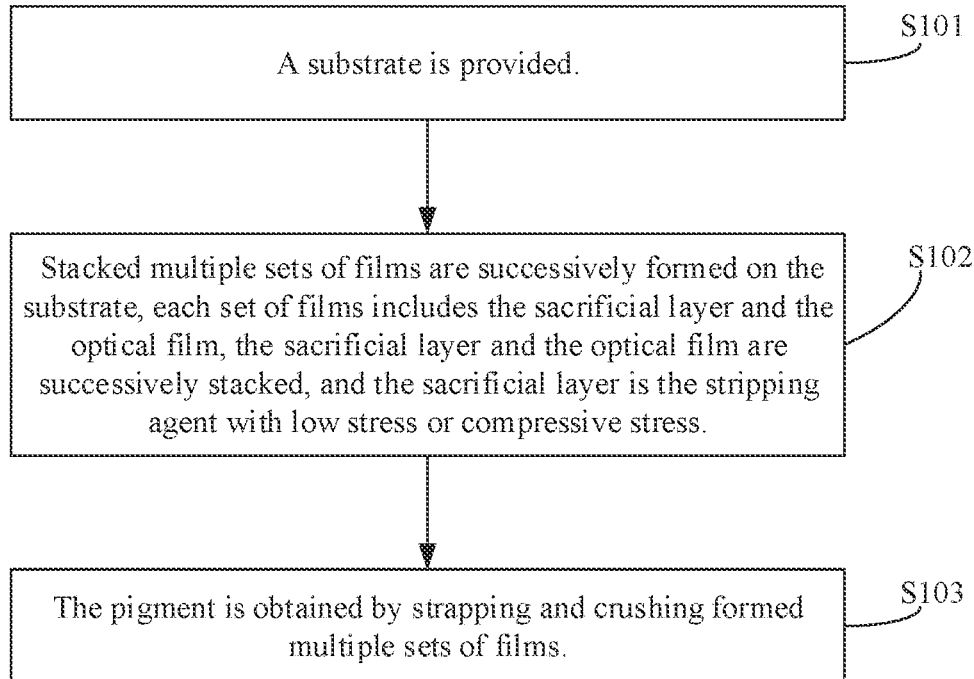 S101
A substrate is provided.
S102
Stacked multiple sets of films are successively formed on the
substrate, each set of films includes the sacrificial layer and the
optical film, the sacrificial layer and the optical film are
successively stacked, and the sacrificial layer is the stripping
agent with low stress or compressive stress.
S103
The pigment is obtained by strapping and crushing formed
multiple sets of films.